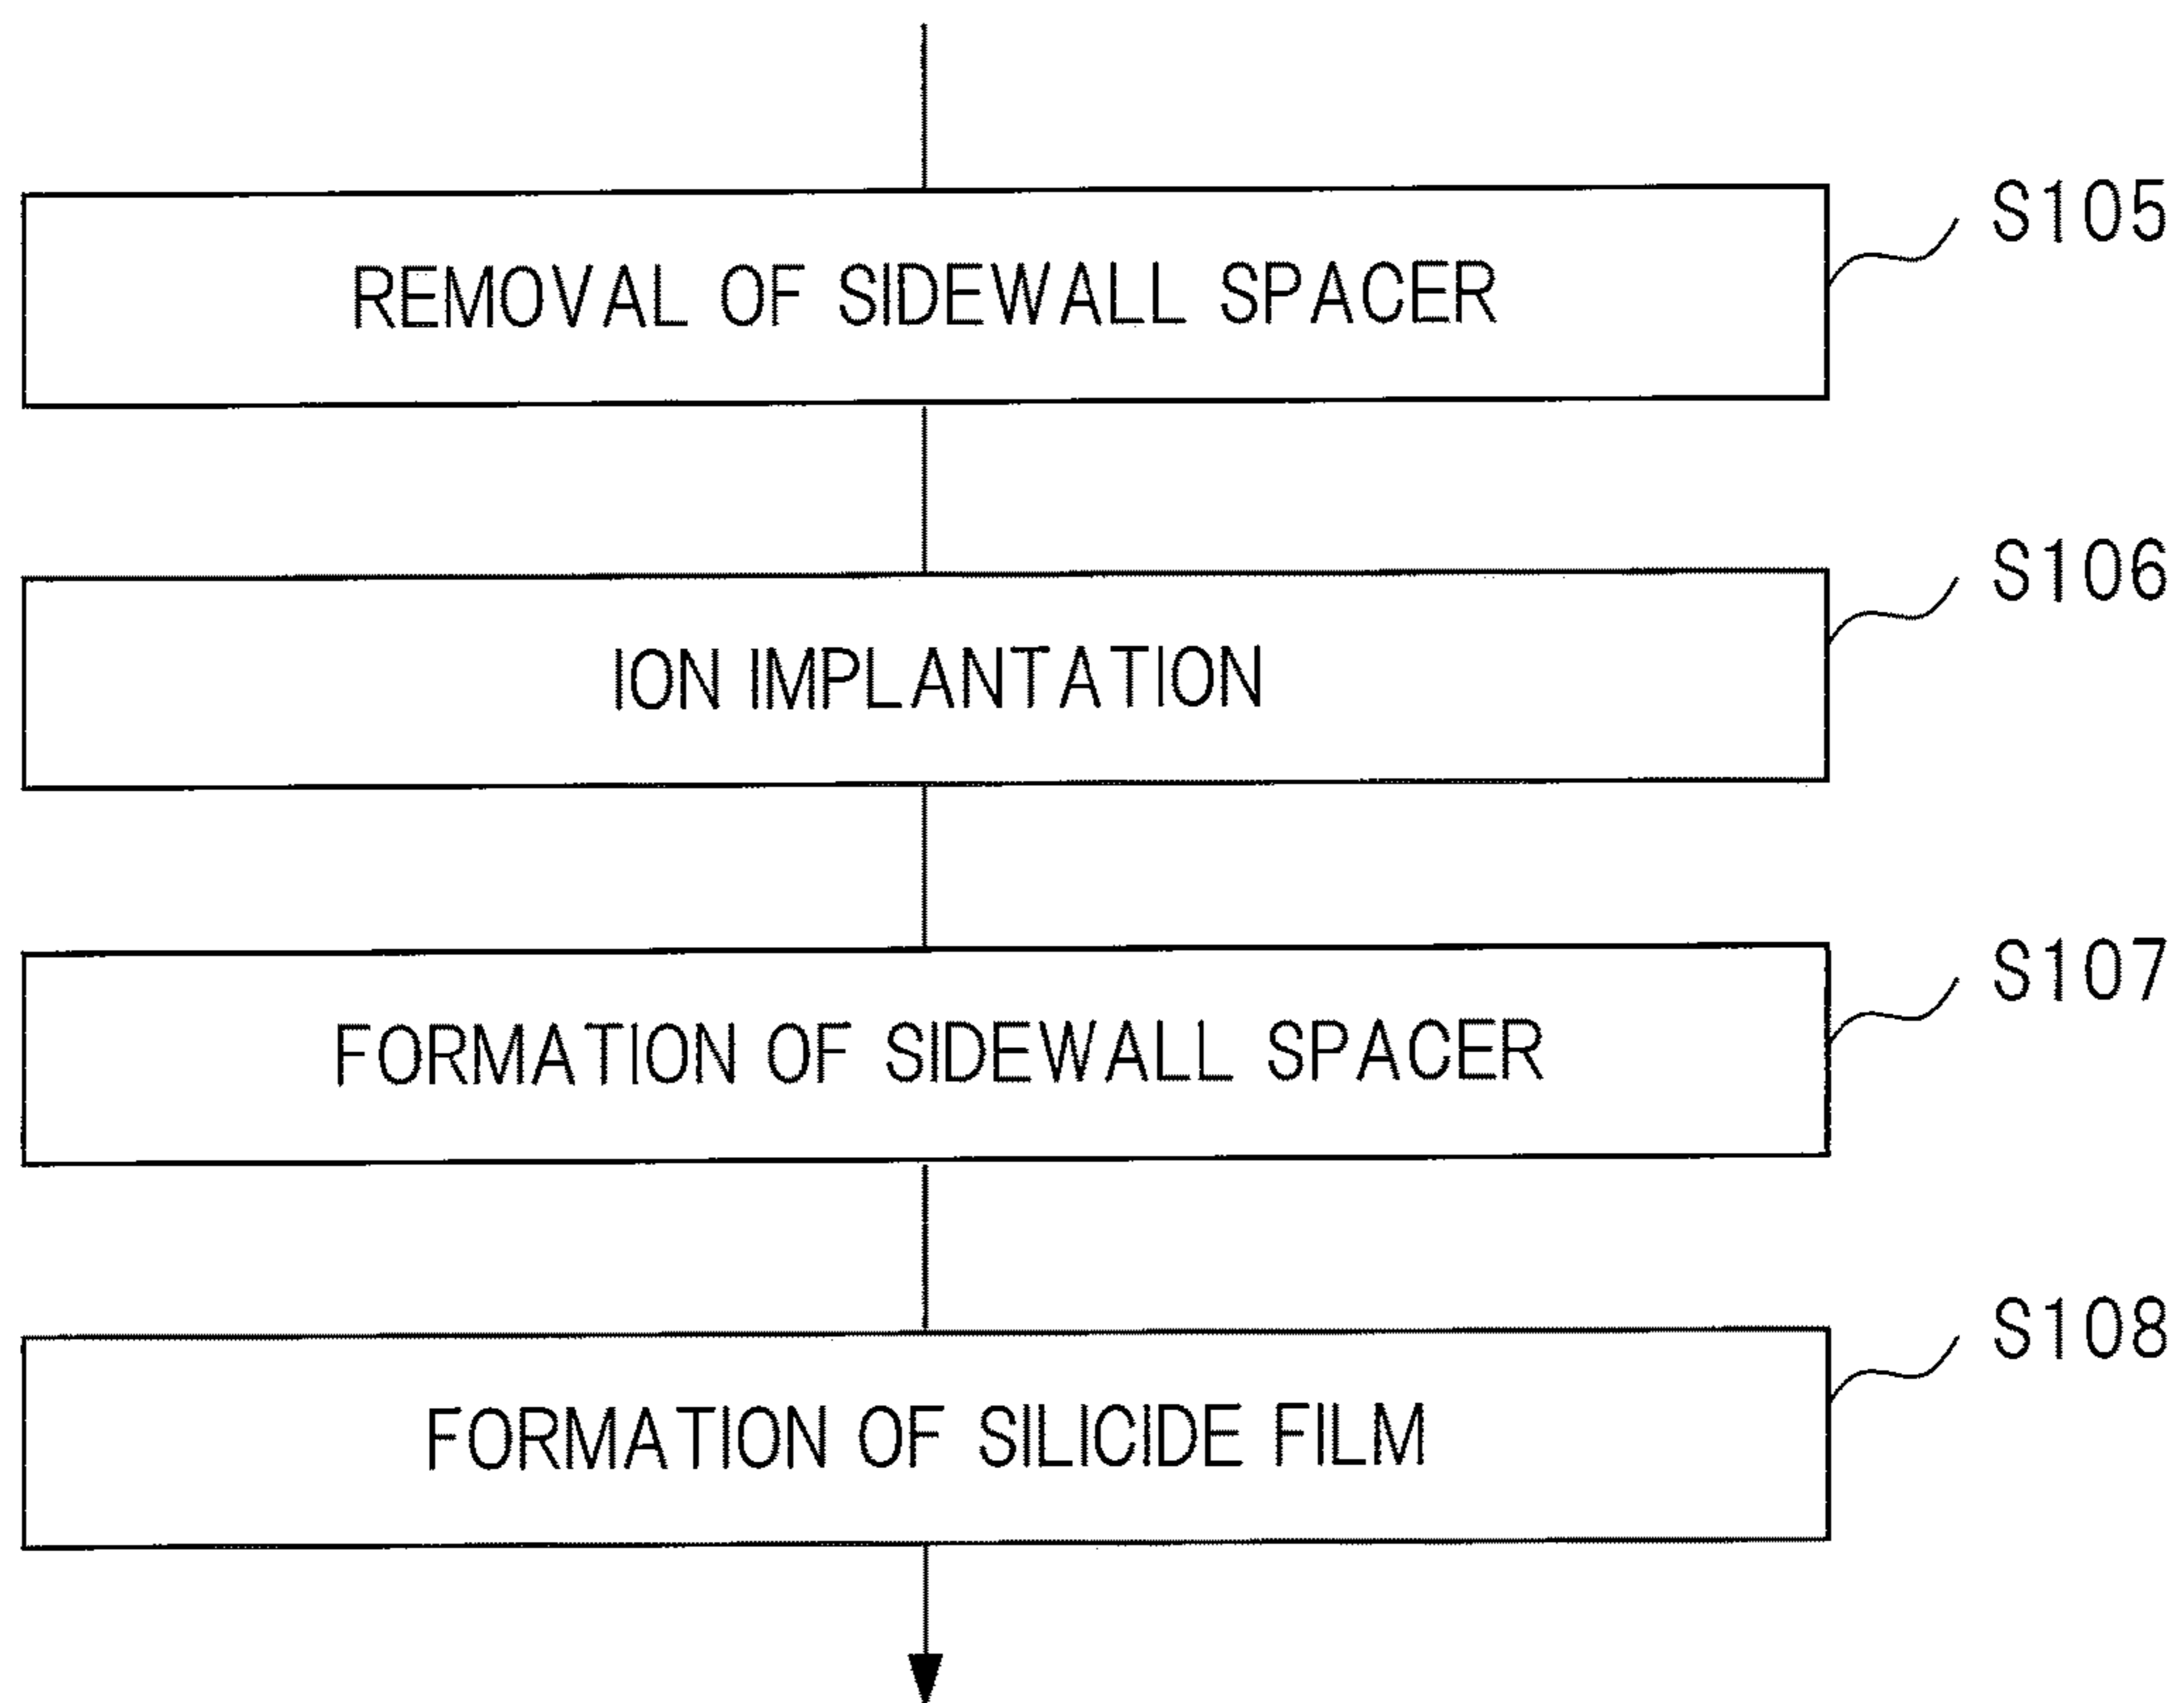 S105
REMOVAL OF SIDEWALL SPACER
S106
ION IMPLANTATION
S107
FORMATION OF SIDEWALL SPACER
S108
FORMATION OF SILICIDE FILM